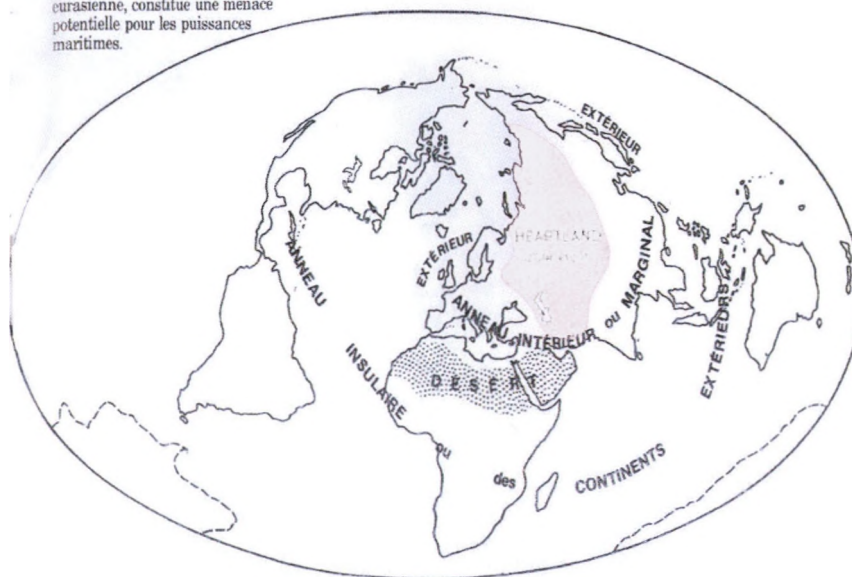 eurasienne, constitue une menace
potentielle pour les puissances
maritimes.
EXTÉRIEUR
HEARTLAND
EXTÉRIEUR
ANNEAU
ANNEAU INTÉRIEUR OU MARGINAL
EXTÉRIEURS
DÉSERT
INSULAIRE
ou
des
CONTINENTS